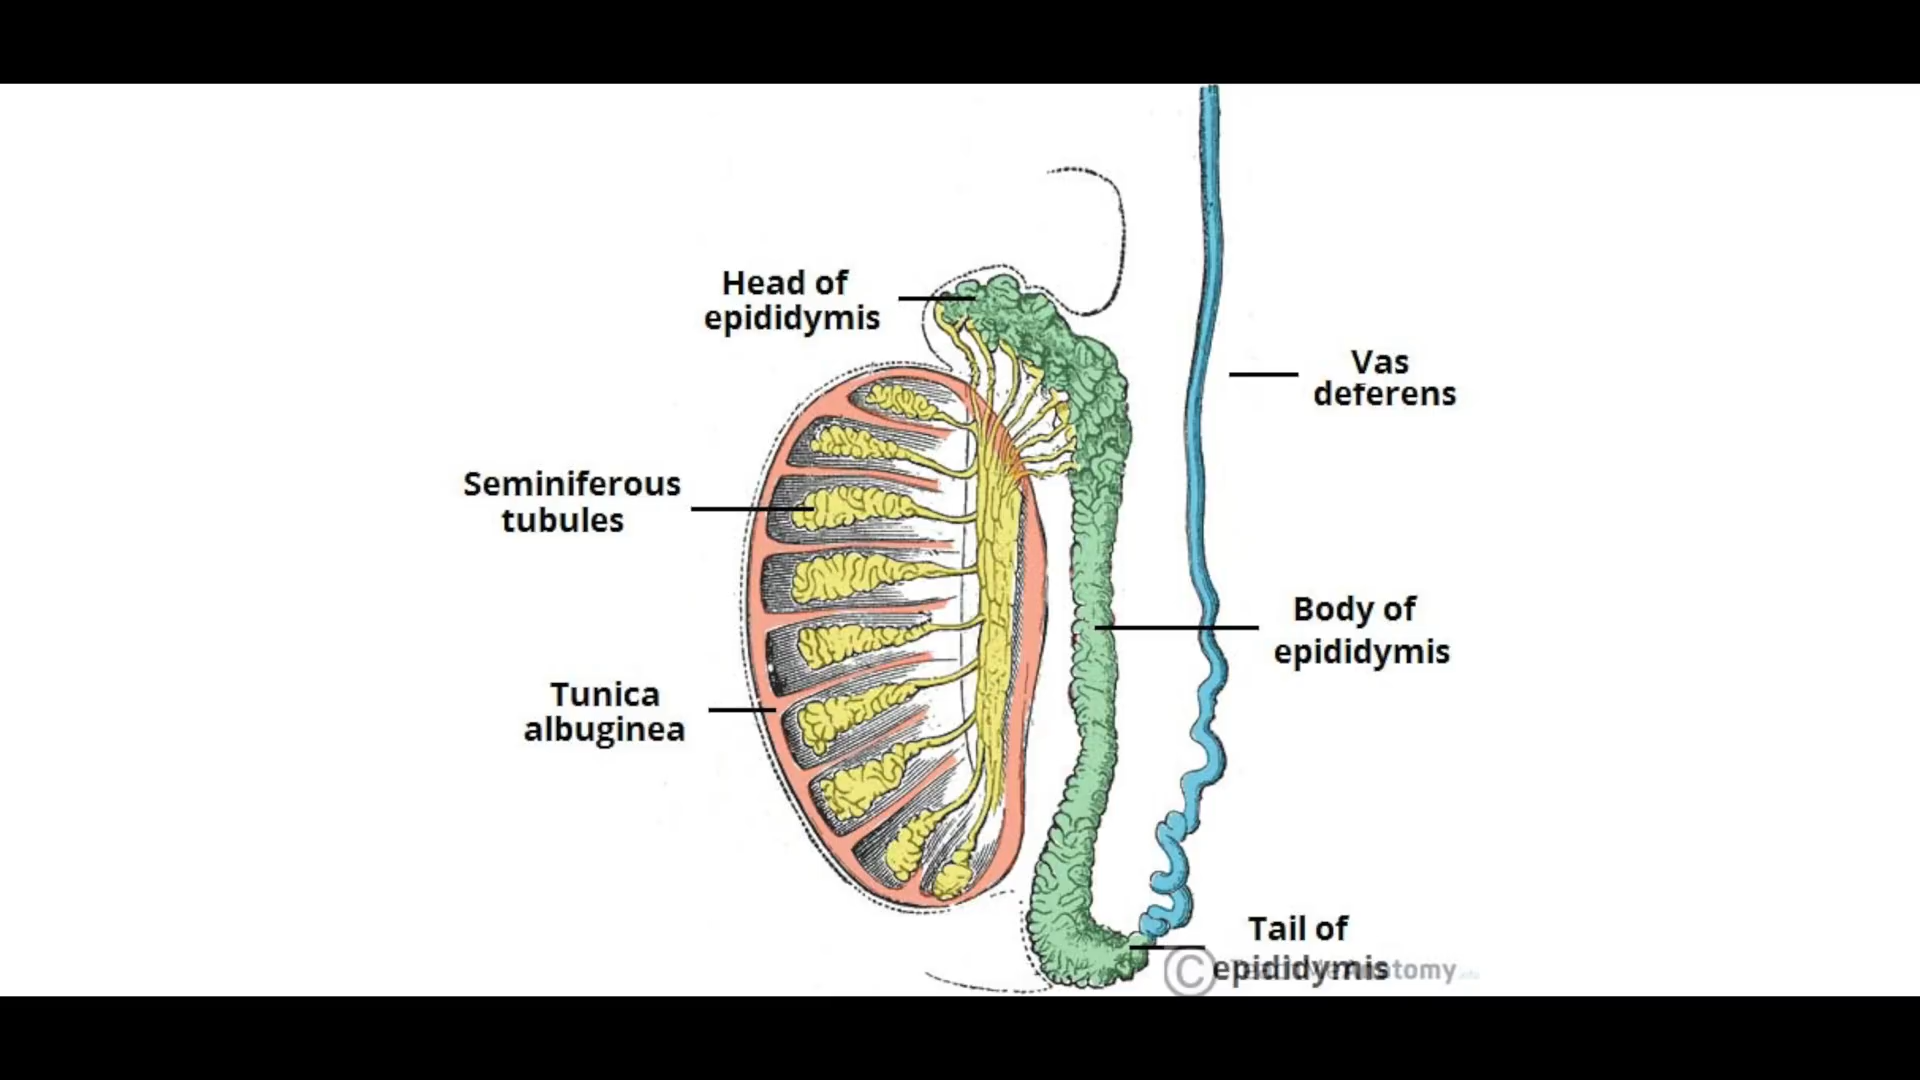 Head of
epididymis
Vas
deferens
Seminiferous
tubules
Body of
epididymis
Tunica
albuginea
Tail of
epididymis
©